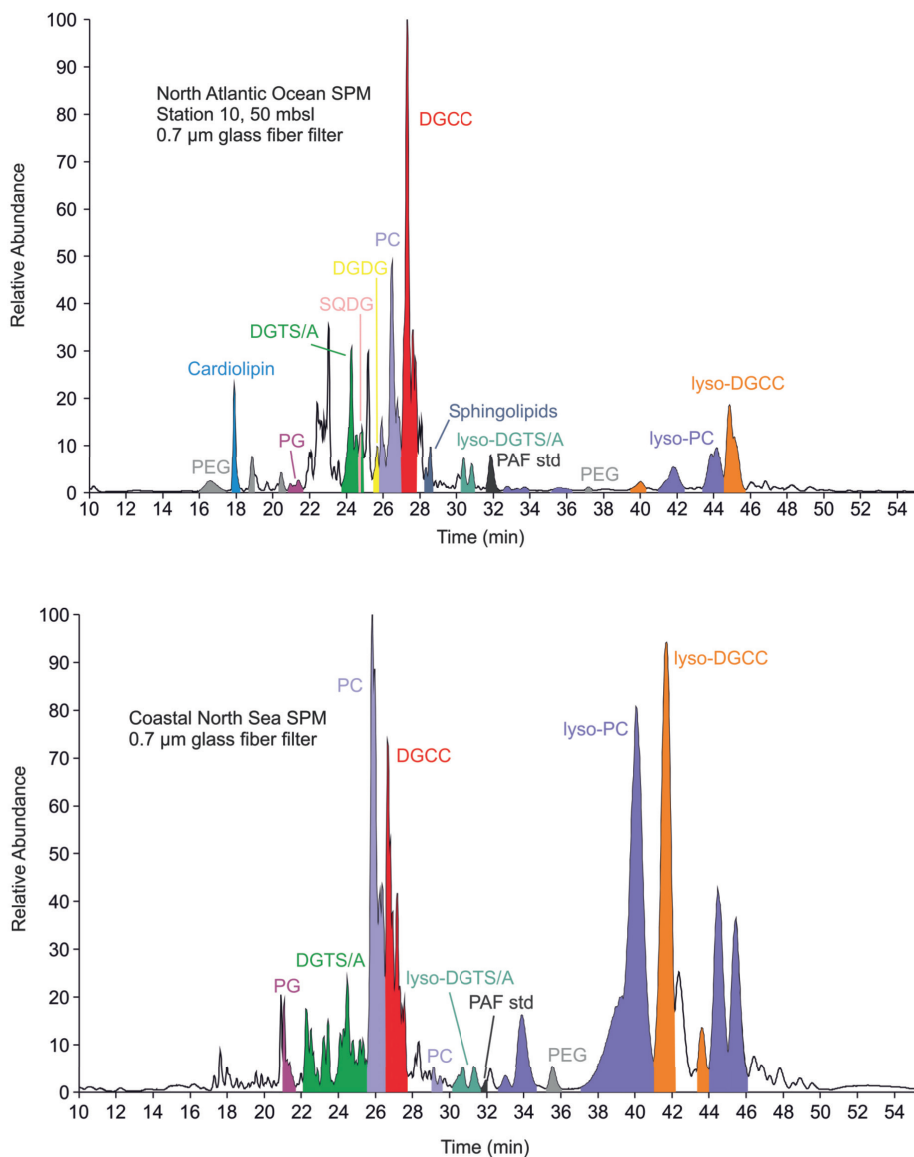 100
90
80
70
60
50
40
30
20
10
0
Relative Abundance
North Atlantic Ocean SPM
Station 10, 50 mbsl
0.7 µm glass fiber filter
DGCC
PC
DGDG
SQDG
DGTS/A
Cardiolipin
PEG
PG
Sphingolipids
lyso-DGTS/A
PAF std
PEG
lyso-PC
lyso-DGCC
10 12 14 16 18 20 22 24 26 28 30 32 34 36 38 40 42 44 46 48 50 52 54
Time (min)
100
90
80
70
60
50
40
30
20
10
0
Relative Abundance
Coastal North Sea SPM
0.7 µm glass fiber filter
PC
DGCC
lyso-DGCC
lyso-PC
DGTS/A
PG
lyso-DGTS/A
PAF std
PC
PEG
10 12 14 16 18 20 22 24 26 28 30 32 34 36 38 40 42 44 46 48 50 52 54
Time (min)